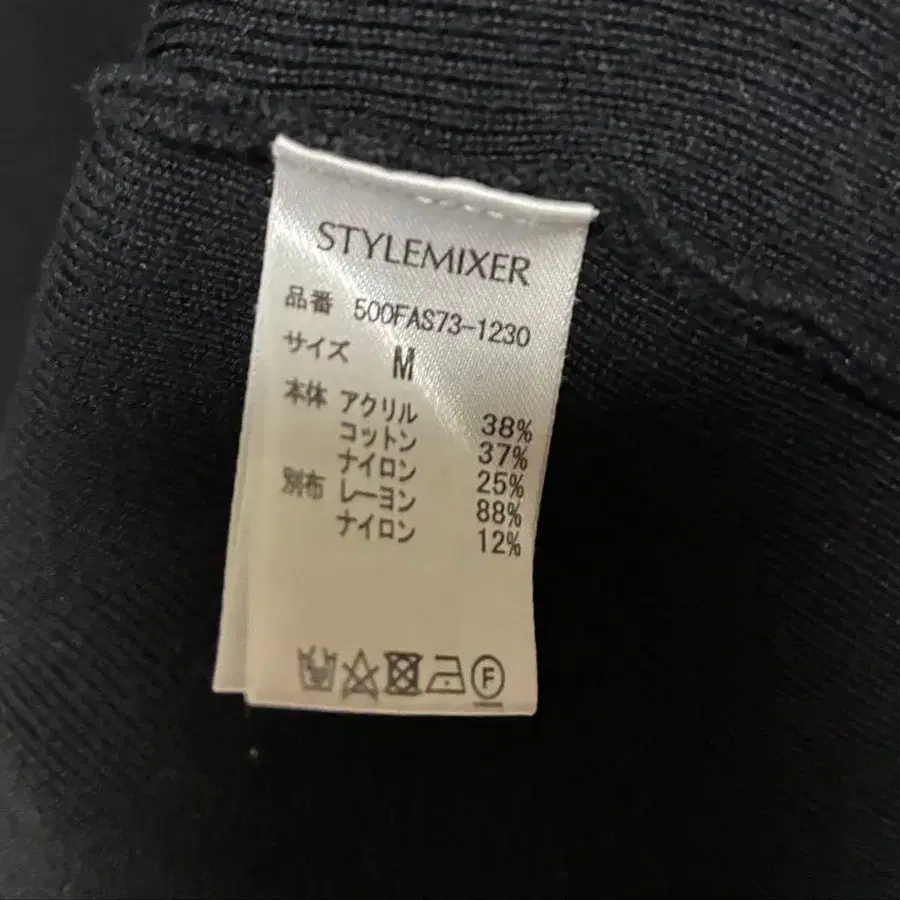 STYLEMIXER
品番 500FAS73-1230
サイズ M
本体 アクリル 38%
コットン 37%
ナイロン 25%
別布 レーヨン 88%
ナイロン 12%
F